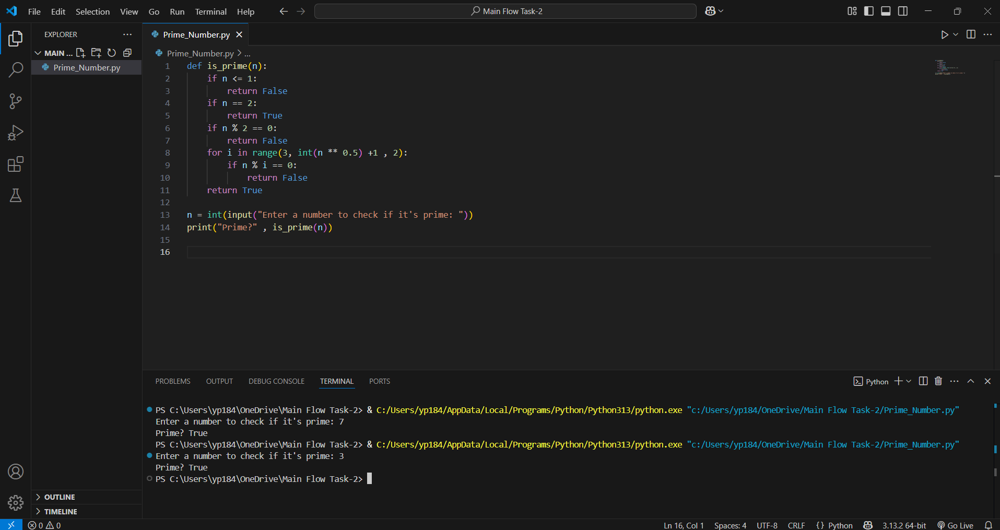 File Edit Selection View Go Run Terminal Help
Main Flow Task-2
EXPLORER
MAIN ...
Prime_Number.py
OUTLINE
TIMELINE
Prime_Number.py
Prime_Number.py > ...
1 def is_prime(n):
2     if n <= 1:
3         return False
4     if n == 2:
5         return True
6     if n % 2 == 0:
7         return False
8     for i in range(3, int(n ** 0.5) +1 , 2):
9         if n % i == 0:
10             return False
11     return True
12
13 n = int(input("Enter a number to check if it's prime: "))
14 print("Prime?" , is_prime(n))
15
16
PROBLEMS OUTPUT DEBUG CONSOLE TERMINAL PORTS
Python
PS C:\Users\yp184\OneDrive\Main Flow Task-2> & C:/Users/yp184/AppData/Local/Programs/Python/Python313/python.exe "c:/Users/yp184/OneDrive/Main Flow Task-2/Prime_Number.py"
Enter a number to check if it's prime: 7
Prime? True
PS C:\Users\yp184\OneDrive\Main Flow Task-2> & C:/Users/yp184/AppData/Local/Programs/Python/Python313/python.exe "c:/Users/yp184/OneDrive/Main Flow Task-2/Prime_Number.py"
Enter a number to check if it's prime: 3
Prime? True
PS C:\Users\yp184\OneDrive\Main Flow Task-2>
0 0
Ln 16, Col 1 Spaces: 4 UTF-8 CRLF {} Python 3.13.2 64-bit Go Live